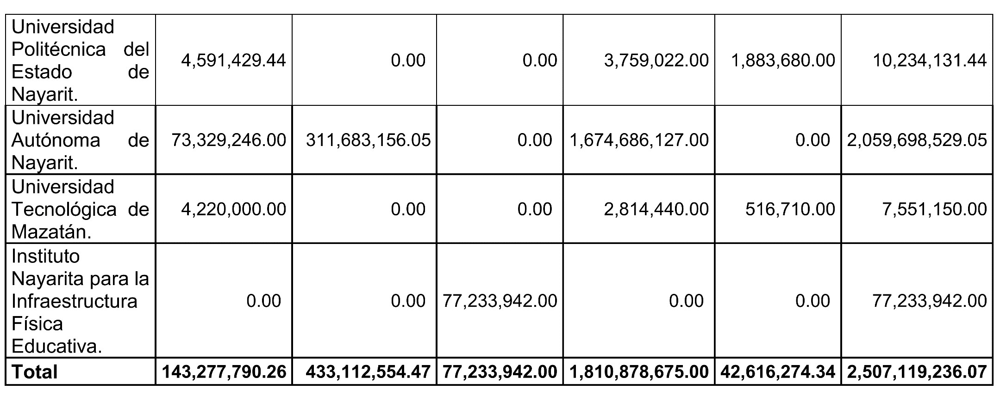 Universidad
Politécnica del
Estado de
Nayarit.
4,591,429.44 0.00 0.00 3,759,022.00 1,883,680.00 10,234,131.44
Universidad
Autónoma de
Nayarit.
73,329,246.00 311,683,156.05 0.00 1,674,686,127.00 0.00 2,059,698,529.05
Universidad
Tecnológica de
Mazatán.
4,220,000.00 0.00 0.00 2,814,440.00 516,710.00 7,551,150.00
Instituto
Nayarita para la
Infraestructura
Física
Educativa.
0.00 0.00 77,233,942.00 0.00 0.00 77,233,942.00
Total 143,277,790.26 433,112,554.47 77,233,942.00 1,810,878,675.00 42,616,274.34 2,507,119,236.07